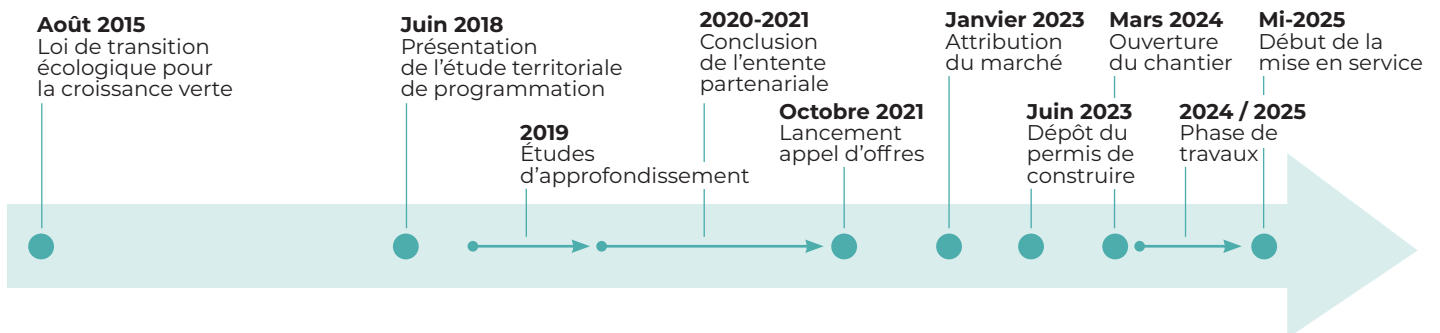 Août 2015
Loi de transition
écologique pour
la croissance verte
Juin 2018
Présentation
de l’étude territoriale
de programmation
2019
Études
d’approfondissement
2020-2021
Conclusion
de l’entente
partenariale
Octobre 2021
Lancement
appel d’offres
Janvier 2023
Attribution
du marché
Juin 2023
Dépôt du
permis de
construire
Mars 2024
Ouverture
du chantier
2024 / 2025
Phase de
travaux
Mi-2025
Début de la
mise en service